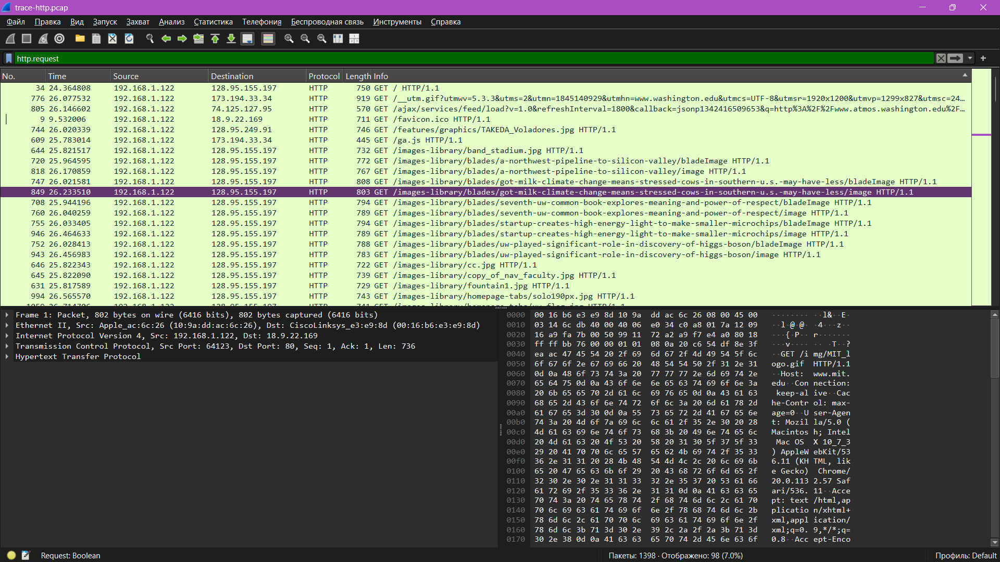 trace-http.pcap
Файл Правка Вид Запуск Захват Анализ Статистика Телефония Беспроводная связь Инструменты Справка
http.request
No. Time Source Destination Protocol Length Info
34 24.364808 192.168.1.122 128.95.155.197 HTTP 750 GET / HTTP/1.1
776 26.077532 192.168.1.122 173.194.33.34 HTTP 919 GET /__utm.gif?utmwv=5.3.3&utms=2&utmn=1845140929&utmhn=www.washington.edu&utmcs=UTF-8&utmsr=1920x1200&utmvp=1299x827&utmsc=24…
805 26.146602 192.168.1.122 74.125.127.95 HTTP 570 GET /ajax/services/feed/load?v=1.0&refreshInterval=1800&callback=jsonp1342416509653&q=http%3A%2F%2Fwww.atmos.washington.edu%2F…
9 9.532006 192.168.1.122 18.9.22.169 HTTP 711 GET /favicon.ico HTTP/1.1
744 26.020339 192.168.1.122 128.95.249.91 HTTP 746 GET /features/graphics/TAKEDA_Voladores.jpg HTTP/1.1
609 25.783014 192.168.1.122 173.194.33.34 HTTP 445 GET /ga.js HTTP/1.1
644 25.821517 192.168.1.122 128.95.155.197 HTTP 732 GET /images-library/band_stadium.jpg HTTP/1.1
720 25.964595 192.168.1.122 128.95.155.197 HTTP 772 GET /images-library/blades/a-northwest-pipeline-to-silicon-valley/bladeImage HTTP/1.1
818 26.170859 192.168.1.122 128.95.155.197 HTTP 767 GET /images-library/blades/a-northwest-pipeline-to-silicon-valley/image HTTP/1.1
747 26.021581 192.168.1.122 128.95.155.197 HTTP 808 GET /images-library/blades/got-milk-climate-change-means-stressed-cows-in-southern-u.s.-may-have-less/bladeImage HTTP/1.1
849 26.233510 192.168.1.122 128.95.155.197 HTTP 803 GET /images-library/blades/got-milk-climate-change-means-stressed-cows-in-southern-u.s.-may-have-less/image HTTP/1.1
708 25.944196 192.168.1.122 128.95.155.197 HTTP 794 GET /images-library/blades/seventh-uw-common-book-explores-meaning-and-power-of-respect/bladeImage HTTP/1.1
760 26.040259 192.168.1.122 128.95.155.197 HTTP 789 GET /images-library/blades/seventh-uw-common-book-explores-meaning-and-power-of-respect/image HTTP/1.1
755 26.033405 192.168.1.122 128.95.155.197 HTTP 794 GET /images-library/blades/startup-creates-high-energy-light-to-make-smaller-microchips/bladeImage HTTP/1.1
946 26.464633 192.168.1.122 128.95.155.197 HTTP 789 GET /images-library/blades/startup-creates-high-energy-light-to-make-smaller-microchips/image HTTP/1.1
752 26.028413 192.168.1.122 128.95.155.197 HTTP 788 GET /images-library/blades/uw-played-significant-role-in-discovery-of-higgs-boson/bladeImage HTTP/1.1
943 26.456983 192.168.1.122 128.95.155.197 HTTP 783 GET /images-library/blades/uw-played-significant-role-in-discovery-of-higgs-boson/image HTTP/1.1
646 25.822343 192.168.1.122 128.95.155.197 HTTP 722 GET /images-library/cc.jpg HTTP/1.1
645 25.822090 192.168.1.122 128.95.155.197 HTTP 739 GET /images-library/copy_of_nav_faculty.jpg HTTP/1.1
631 25.817589 192.168.1.122 128.95.155.197 HTTP 729 GET /images-library/fountain1.jpg HTTP/1.1
994 26.565570 192.168.1.122 128.95.155.197 HTTP 743 GET /images-library/homepage-tabs/solo190px.jpg HTTP/1.1
Frame 1: Packet, 802 bytes on wire (6416 bits), 802 bytes captured (6416 bits)
Ethernet II, Src: Apple_ac:6c:26 (10:9a:dd:ac:6c:26), Dst: CiscoLinksys_e3:e9:8d (00:16:b6:e3:e9:8d)
Internet Protocol Version 4, Src: 192.168.1.122, Dst: 18.9.22.169
Transmission Control Protocol, Src Port: 64123, Dst Port: 80, Seq: 1, Ack: 1, Len: 736
Hypertext Transfer Protocol
0000 00 16 b6 e3 e9 8d 10 9a dd ac 6c 26 08 00 45 00 ········ ··l&··E·
0010 03 14 6c db 40 00 40 06 e0 34 c0 a8 01 7a 12 09 ··l·@·@· ·4···z··
0020 16 a9 fa 7b 00 50 99 11 72 a2 a9 f7 e4 a0 80 18 ···{·P·· r·······
0030 ff ff bb 76 00 00 01 01 08 0a 20 c6 54 df 8e 3f ···v···· ·· ·T··?
0040 ea ac 47 45 54 20 2f 69 6d 67 2f 4d 49 54 5f 6c ··GET /i mg/MIT_l
0050 6f 67 6f 2e 67 69 66 20 48 54 54 50 2f 31 2e 31 ogo.gif HTTP/1.1
0060 0d 0a 48 6f 73 74 3a 20 77 77 77 2e 6d 69 74 2e ··Host: www.mit.
0070 65 64 75 0d 0a 43 6f 6e 6e 65 63 74 69 6f 6e 3a edu··Con nection:
0080 20 6b 65 65 70 2d 61 6c 69 76 65 0d 0a 43 61 63 keep-al ive··Cac
0090 68 65 2d 43 6f 6e 74 72 6f 6c 3a 20 6d 61 78 2d he-Contr ol: max-
00a0 61 67 65 3d 30 0d 0a 55 73 65 72 2d 41 67 65 6e age=0··U ser-Agen
00b0 74 3a 20 4d 6f 7a 69 6c 6c 61 2f 35 2e 30 20 28 t: Mozil la/5.0 (
00c0 4d 61 63 69 6e 74 6f 73 68 3b 20 49 6e 74 65 6c Macintos h; Intel
00d0 20 4d 61 63 20 4f 53 20 58 20 31 30 5f 37 5f 33 Mac OS X 10_7_3
00e0 29 20 41 70 70 6c 65 57 65 62 4b 69 74 2f 35 33 ) AppleW ebKit/53
00f0 36 2e 31 31 20 28 4b 48 54 4d 4c 2c 20 6c 69 6b 6.11 (KH TML, lik
0100 65 20 47 65 63 6b 6f 29 20 43 68 72 6f 6d 65 2f e Gecko) Chrome/
0110 32 30 2e 30 2e 31 31 33 32 2e 35 37 20 53 61 66 20.0.113 2.57 Saf
0120 61 72 69 2f 35 33 36 2e 31 31 0d 0a 41 63 63 65 ari/536. 11··Acce
0130 70 74 3a 20 74 65 78 74 2f 68 74 6d 6c 2c 61 70 pt: text /html,ap
0140 70 6c 69 63 61 74 69 6f 6e 2f 78 68 74 6d 6c 2b plicatio n/xhtml+
0150 78 6d 6c 2c 61 70 70 6c 69 63 61 74 69 6f 6e 2f xml,appl ication/
0160 78 6d 6c 3b 71 3d 30 2e 39 2c 2a 2f 2a 3b 71 3d xml;q=0. 9,*/*;q=
0170 30 2e 38 0d 0a 41 63 63 65 70 74 2d 45 6e 63 6f 0.8··Acc ept-Enco
Request: Boolean
Пакеты: 1398 · Отображено: 98 (7.0%)
Профиль: Default